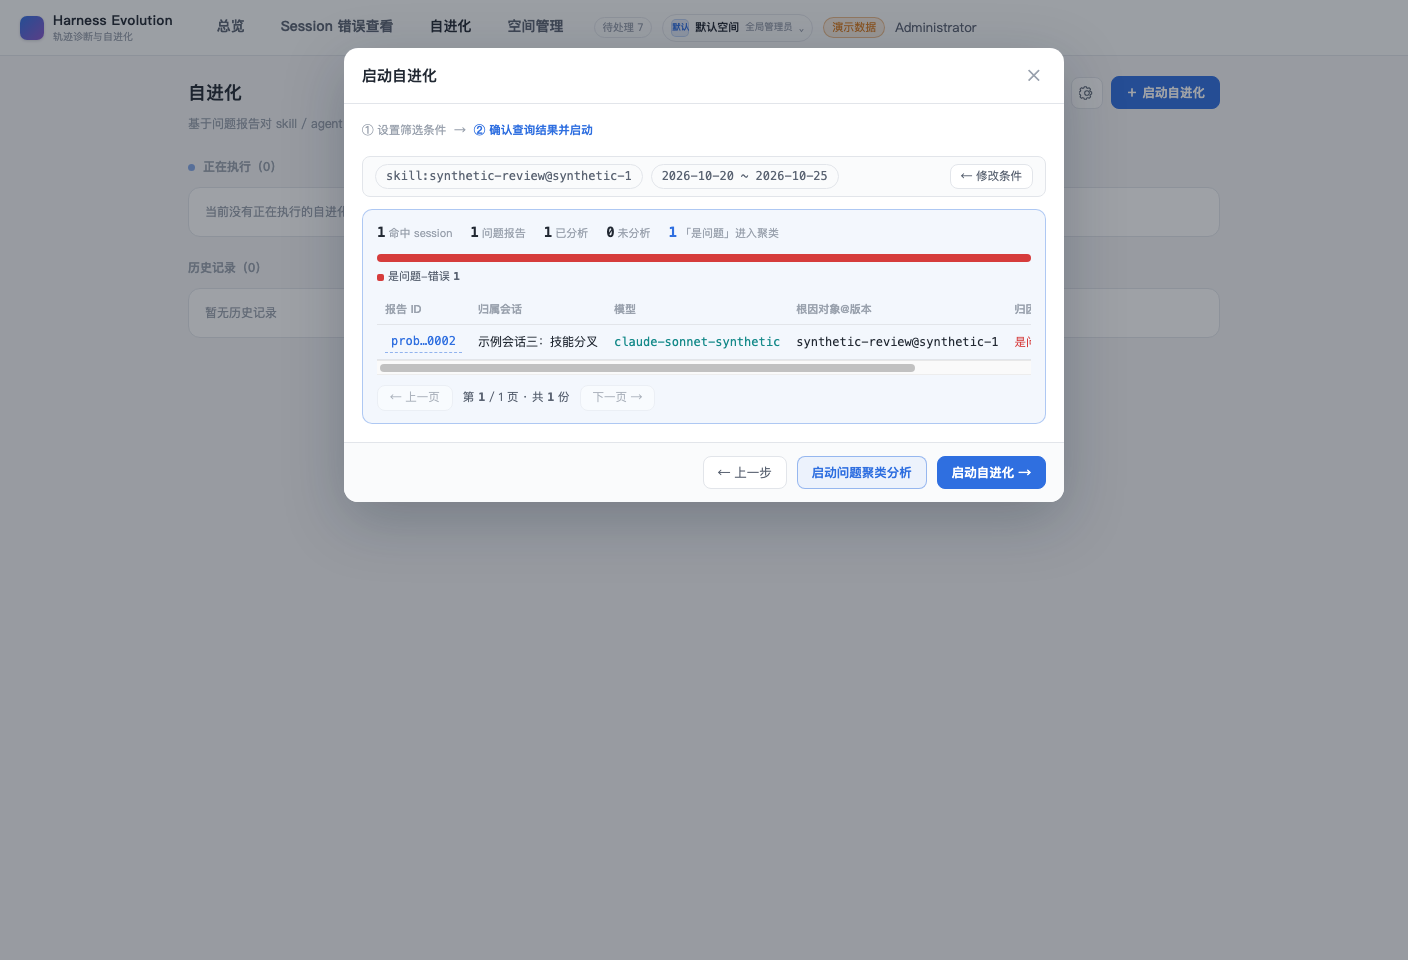 Harness Evolution
轨迹诊断与自进化
总览
Session 错误查看
自进化
空间管理
待处理 7
默认 默认空间 全局管理员
演示数据
Administrator
自进化
基于问题报告对 skill / agent
+ 启动自进化
正在执行（0）
当前没有正在执行的自进化
历史记录（0）
暂无历史记录
启动自进化
① 设置筛选条件 → ② 确认查询结果并启动
skill:synthetic-review@synthetic-1
2026-10-20 ~ 2026-10-25
← 修改条件
1 命中 session 1 问题报告 1 已分析 0 未分析 1 「是问题」进入聚类
是问题-错误 1
报告 ID 归属会话 模型 根因对象@版本 归因
prob…0002 示例会话三：技能分叉 claude-sonnet-synthetic synthetic-review@synthetic-1 是问
← 上一页 第 1 / 1 页 · 共 1 份 下一页 →
← 上一步
启动问题聚类分析
启动自进化 →